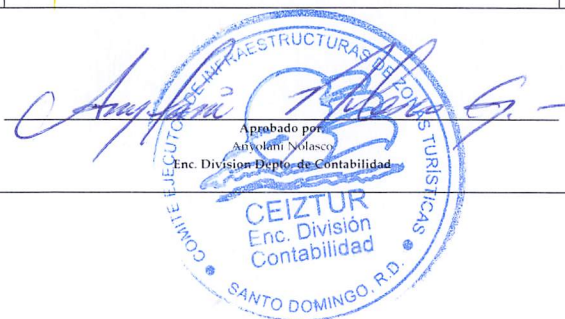 Aprobado por:
Anyolani Nolasco
Enc. Division Depto. de Contabilidad
COMITE EJECUTOR DE INFRAESTRUCTURAS DE ZONAS TURISTICAS
CEIZTUR
Enc. División
Contabilidad
SANTO DOMINGO, R.D.